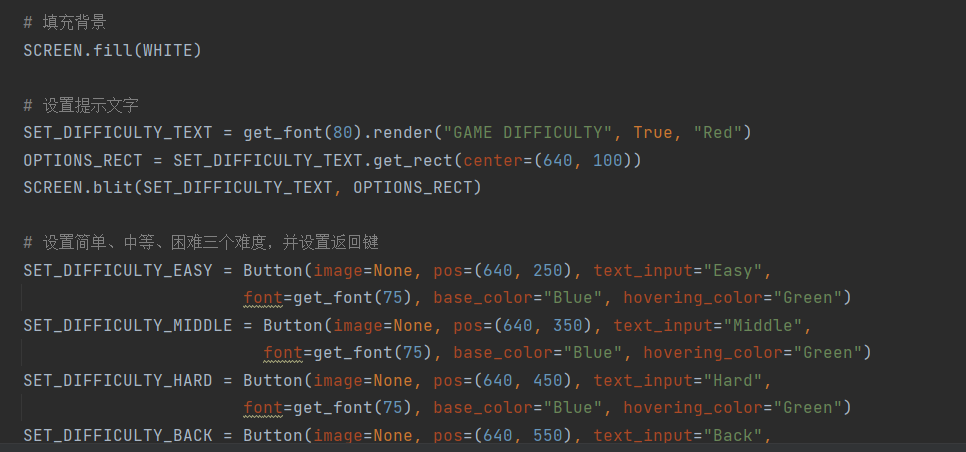 # 填充背景
SCREEN.fill(WHITE)
# 设置提示文字
SET_DIFFICULTY_TEXT = get_font(80).render("GAME DIFFICULTY", True, "Red")
OPTIONS_RECT = SET_DIFFICULTY_TEXT.get_rect(center=(640, 100))
SCREEN.blit(SET_DIFFICULTY_TEXT, OPTIONS_RECT)
# 设置简单、中等、困难三个难度，并设置返回键
SET_DIFFICULTY_EASY = Button(image=None, pos=(640, 250), text_input="Easy",
font=get_font(75), base_color="Blue", hovering_color="Green")
SET_DIFFICULTY_MIDDLE = Button(image=None, pos=(640, 350), text_input="Middle",
font=get_font(75), base_color="Blue", hovering_color="Green")
SET_DIFFICULTY_HARD = Button(image=None, pos=(640, 450), text_input="Hard",
font=get_font(75), base_color="Blue", hovering_color="Green")
SET_DIFFICULTY_BACK = Button(image=None, pos=(640, 550), text_input="Back",